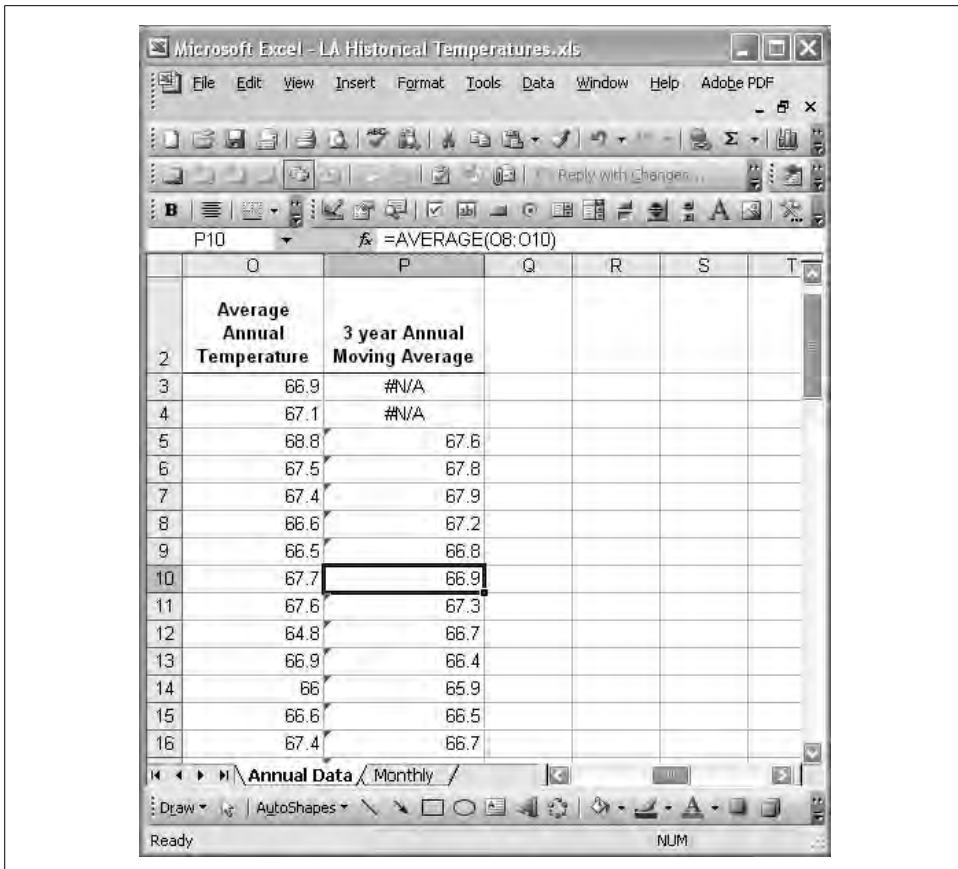 Microsoft Excel - LA Historical Temperatures.xls
File Edit View Insert Format Tools Data Window Help Adobe PDF
Reply with Changes...
B A
P10 fx =AVERAGE(O8:O10)
O P Q R S T
2 Average Annual Temperature 3 year Annual Moving Average
3 66.9 #N/A
4 67.1 #N/A
5 68.8 67.6
6 67.5 67.8
7 67.4 67.9
8 66.6 67.2
9 66.5 66.8
10 67.7 66.9
11 67.6 67.3
12 64.8 66.7
13 66.9 66.4
14 66 65.9
15 66.6 66.5
16 67.4 66.7
Annual Data Monthly
Draw AutoShapes A
Ready NUM